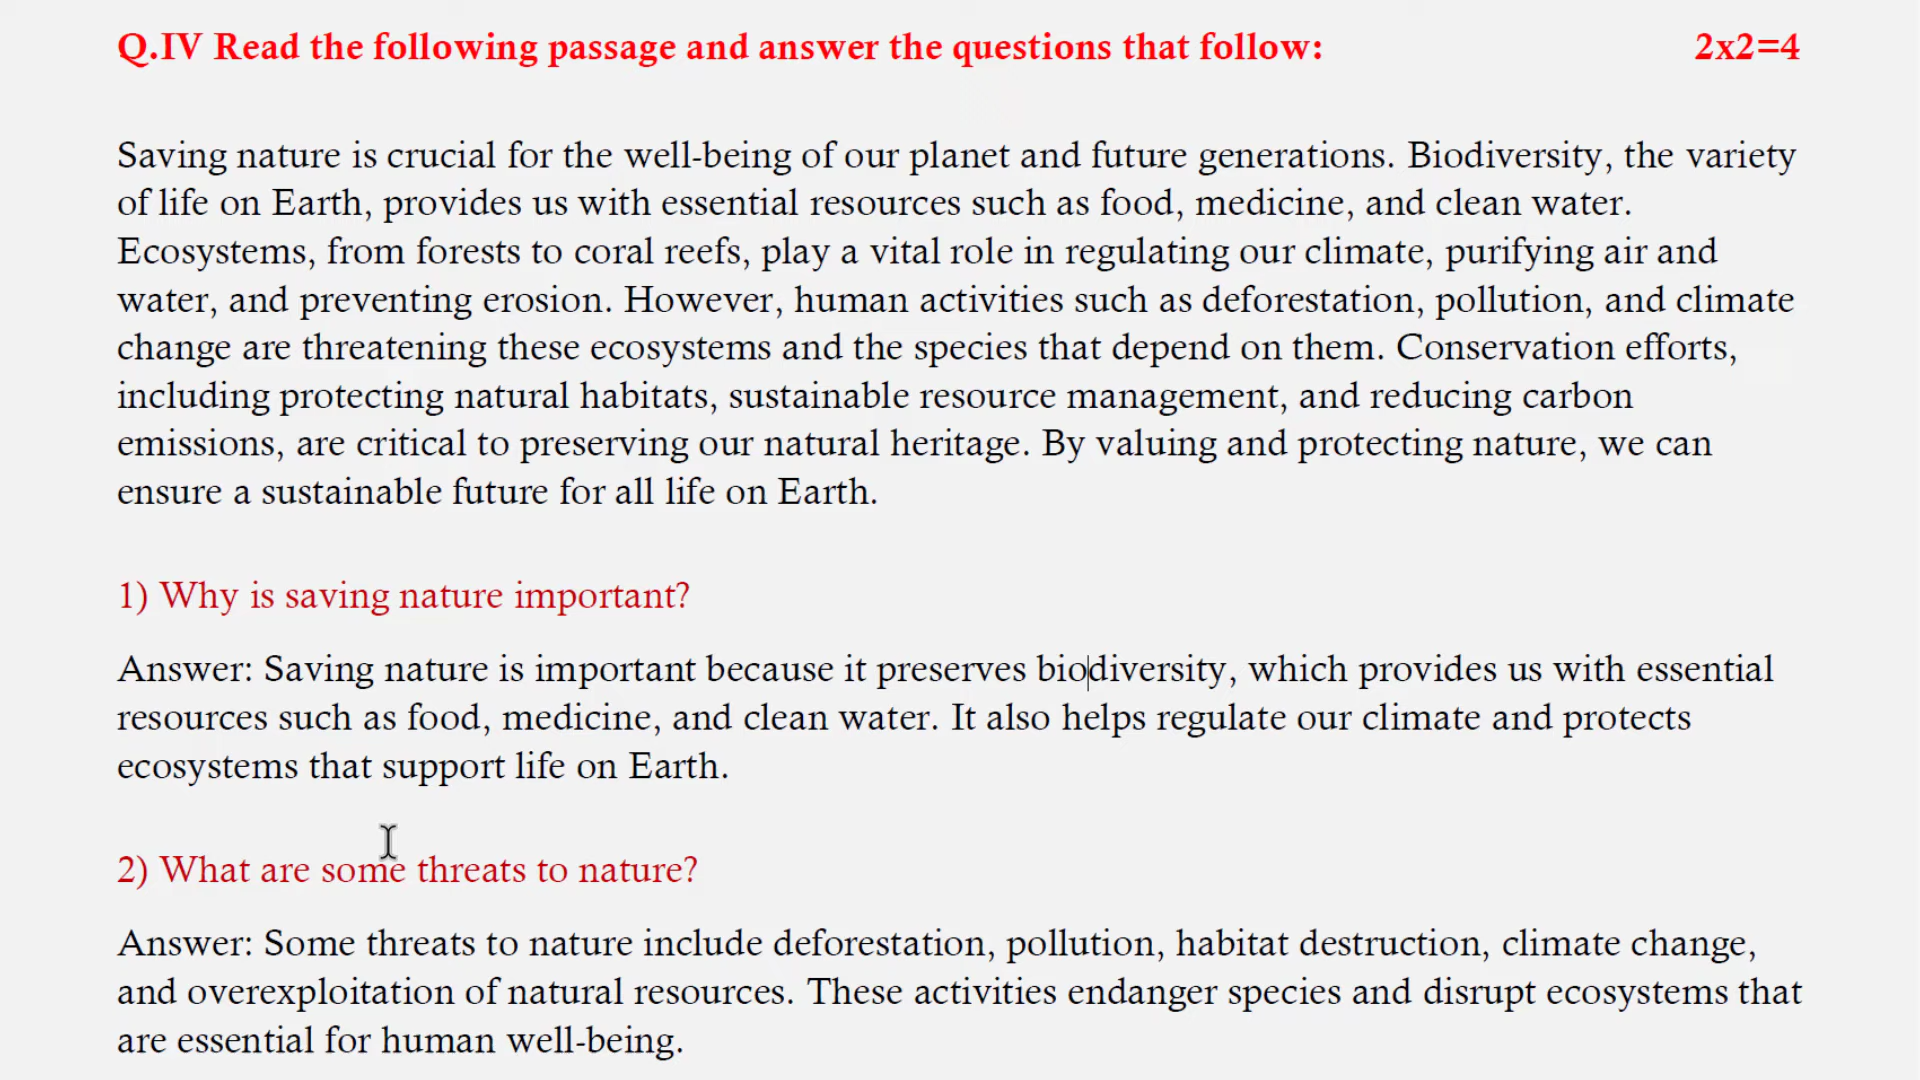 Q.IV Read the following passage and answer the questions that follow: 2x2=4
Saving nature is crucial for the well-being of our planet and future generations. Biodiversity, the variety
of life on Earth, provides us with essential resources such as food, medicine, and clean water.
Ecosystems, from forests to coral reefs, play a vital role in regulating our climate, purifying air and
water, and preventing erosion. However, human activities such as deforestation, pollution, and climate
change are threatening these ecosystems and the species that depend on them. Conservation efforts,
including protecting natural habitats, sustainable resource management, and reducing carbon
emissions, are critical to preserving our natural heritage. By valuing and protecting nature, we can
ensure a sustainable future for all life on Earth.
1) Why is saving nature important?
Answer: Saving nature is important because it preserves biodiversity, which provides us with essential
resources such as food, medicine, and clean water. It also helps regulate our climate and protects
ecosystems that support life on Earth.
2) What are some threats to nature?
Answer: Some threats to nature include deforestation, pollution, habitat destruction, climate change,
and overexploitation of natural resources. These activities endanger species and disrupt ecosystems that
are essential for human well-being.